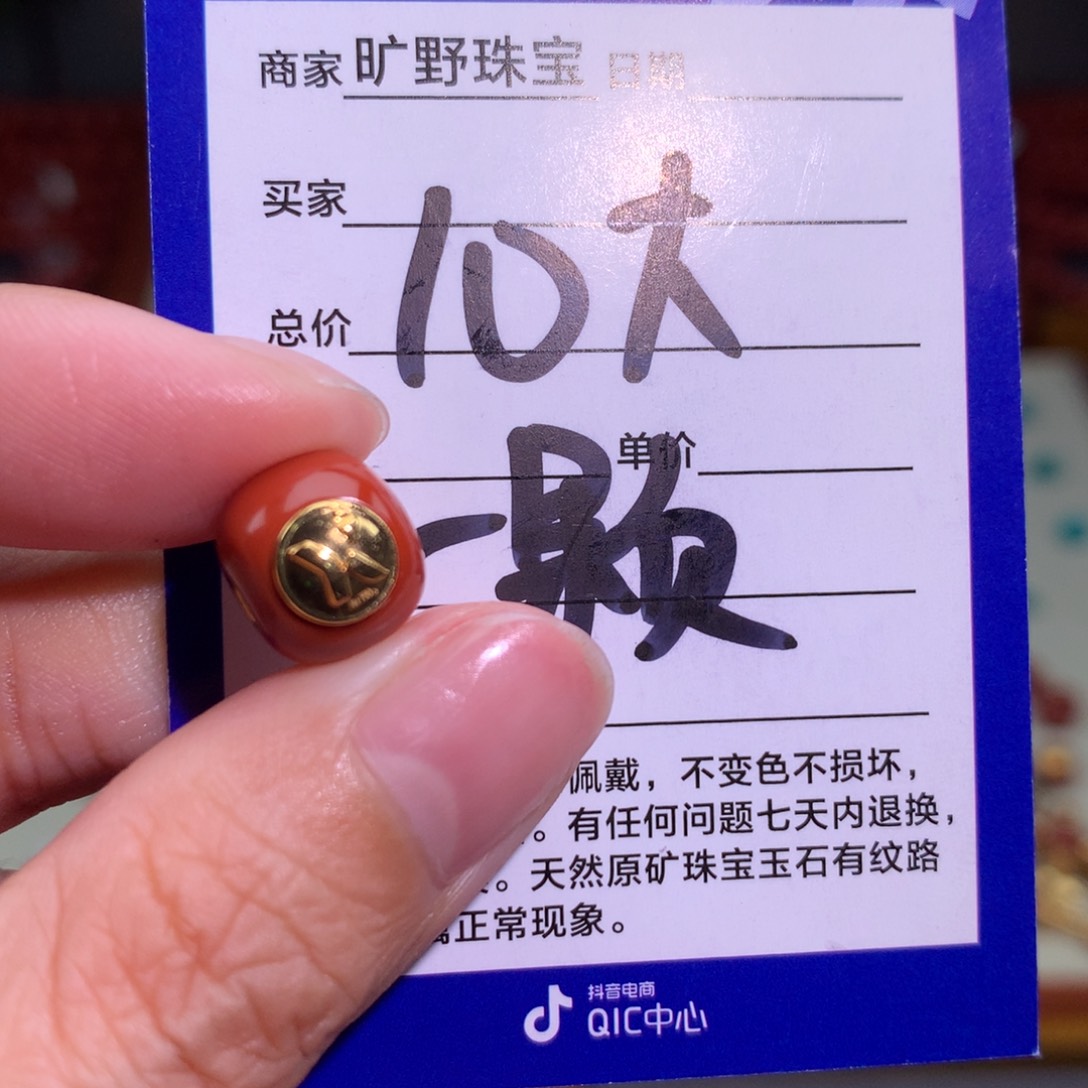 商家 旷野珠宝 日期
买家
10大
总价
单价
一颗
佩戴，不变色不损坏，
。有任何问题七天内退换，
。天然原矿珠宝玉石有纹路
属正常现象。
抖音电商
QIC中心